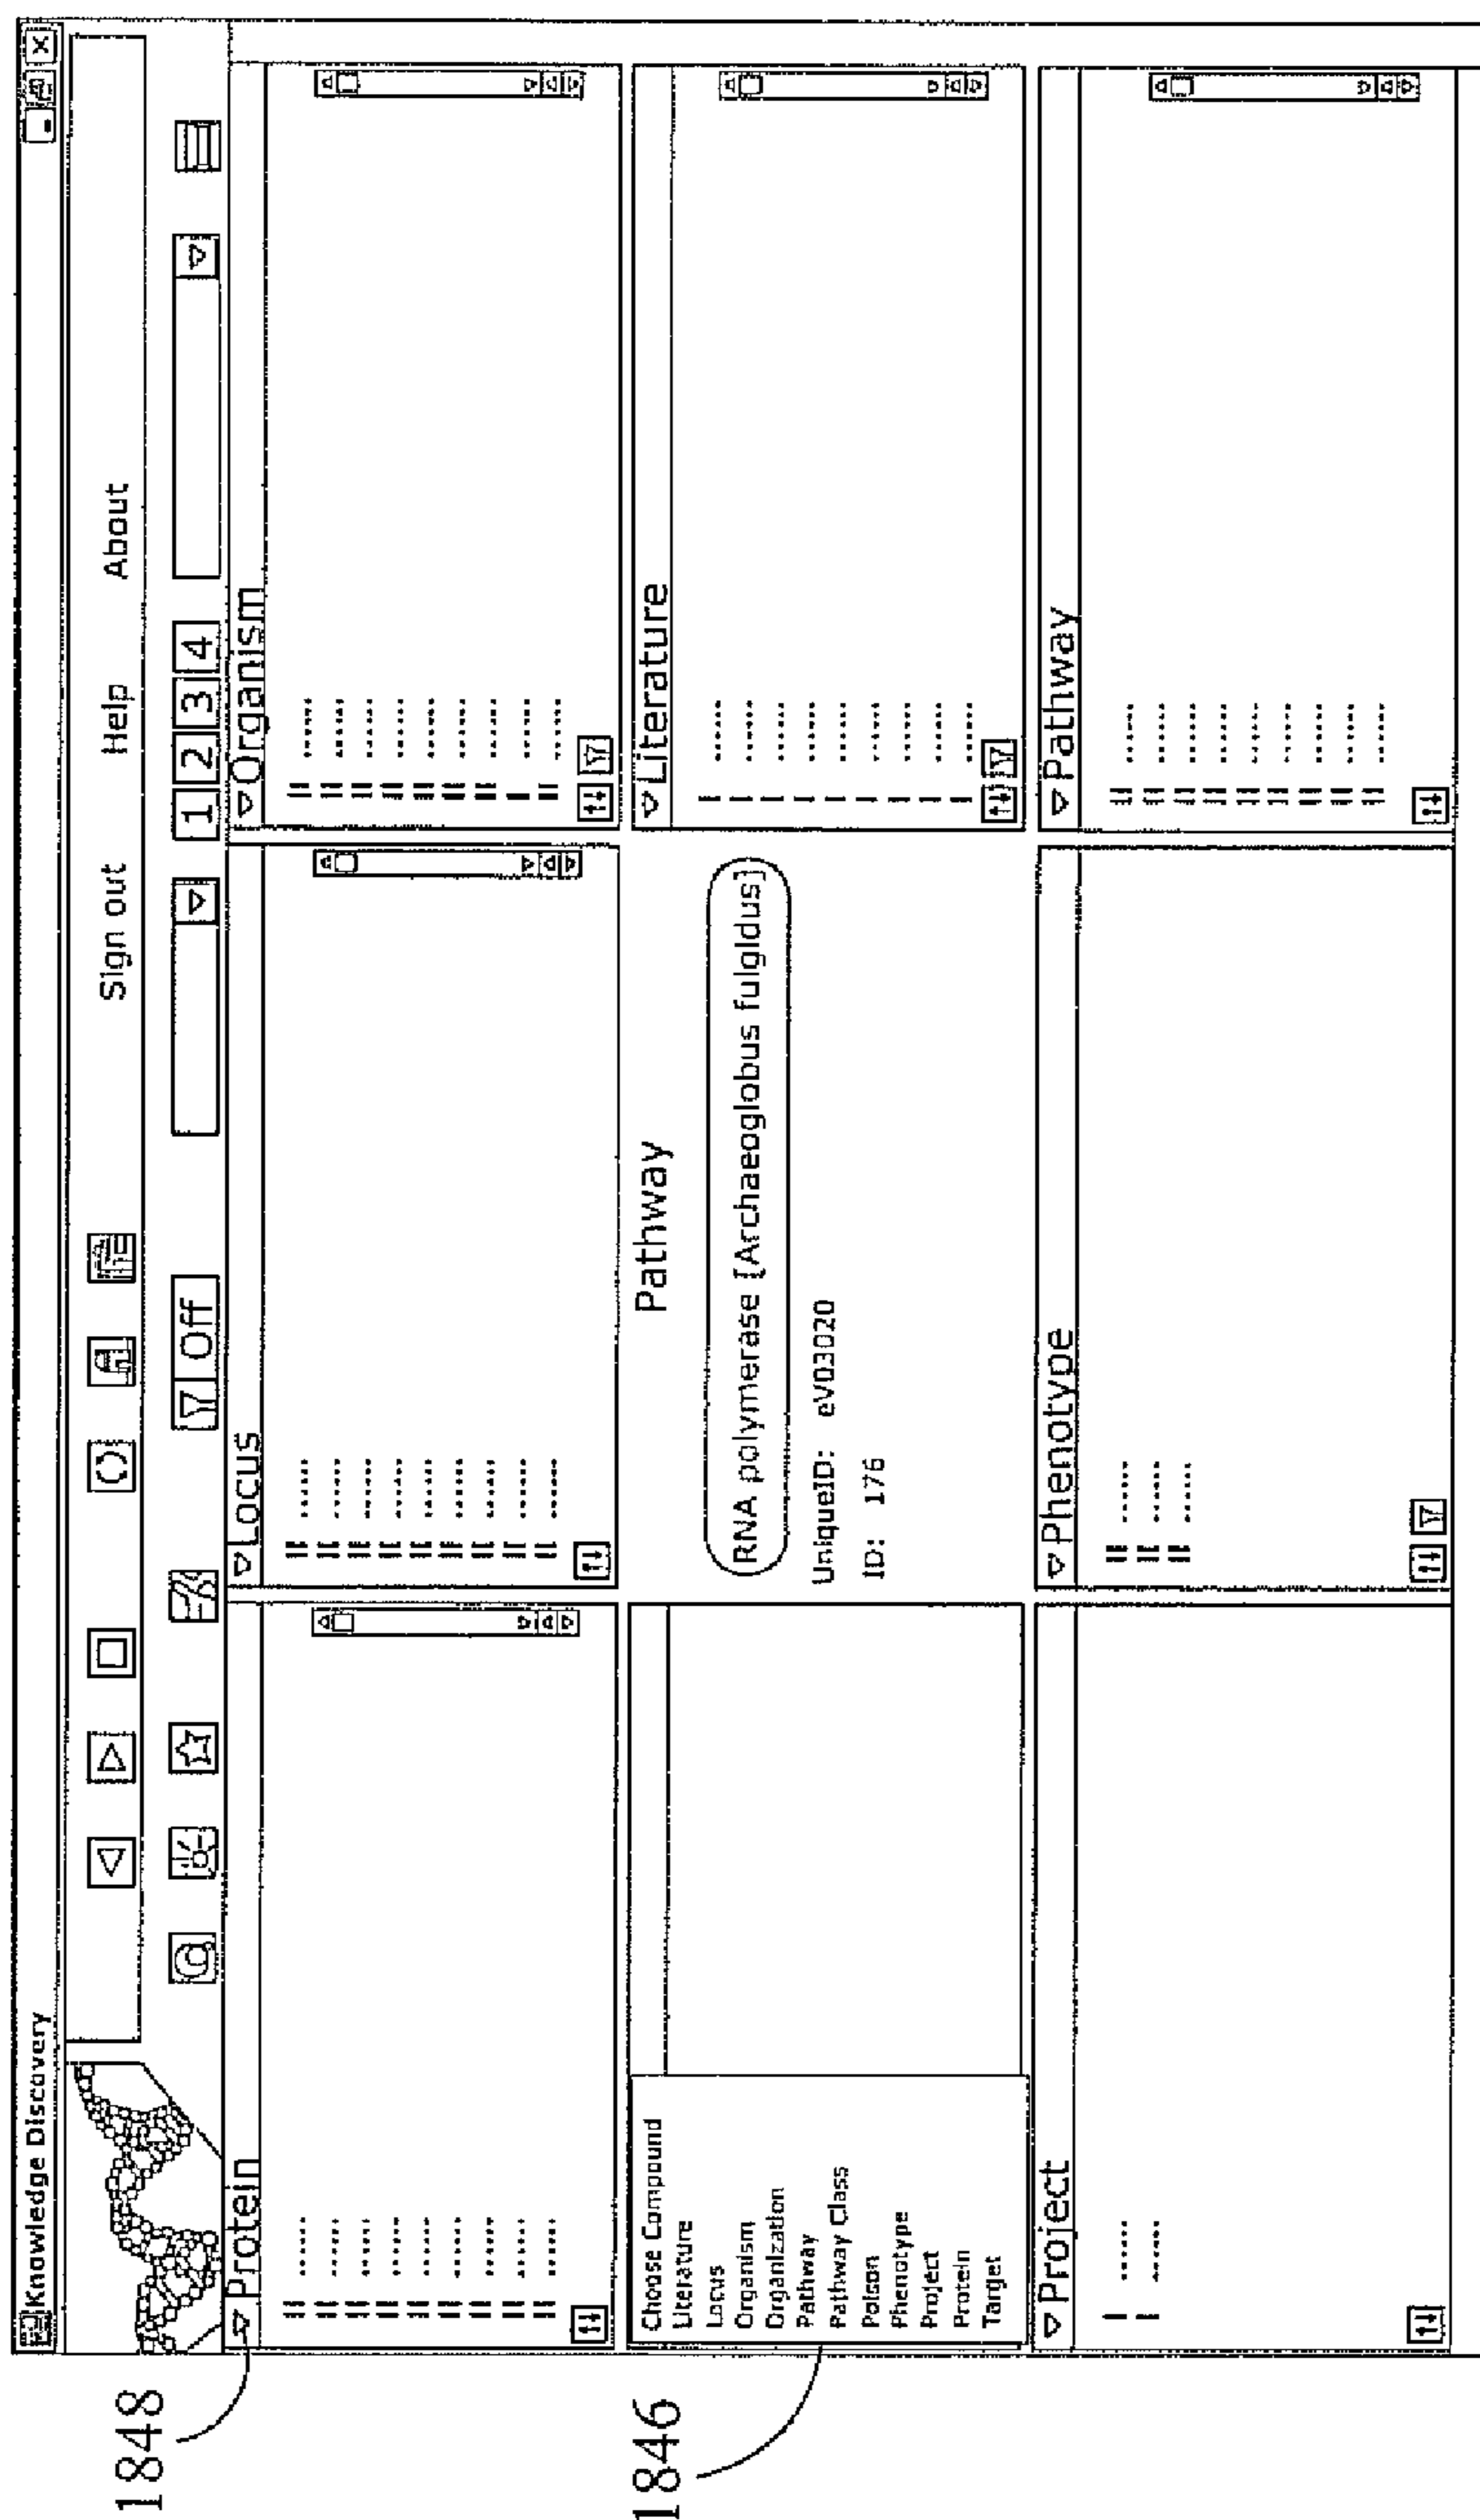 Knowledge Discovery
Sign out Help About
Off 1 2 3 4
Protein
Locus
Organism
Choose Compound
Literature
Locus
Organism
Organization
Pathway
Pathway Class
Poison
Phenotype
Project
Protein
Target
Pathway
RNA polymerase [Archaeoglobus fulgidus]
UniqueID: eV03020
ID: 176
Literature
Project
Phenotype
Pathway
1848
1846